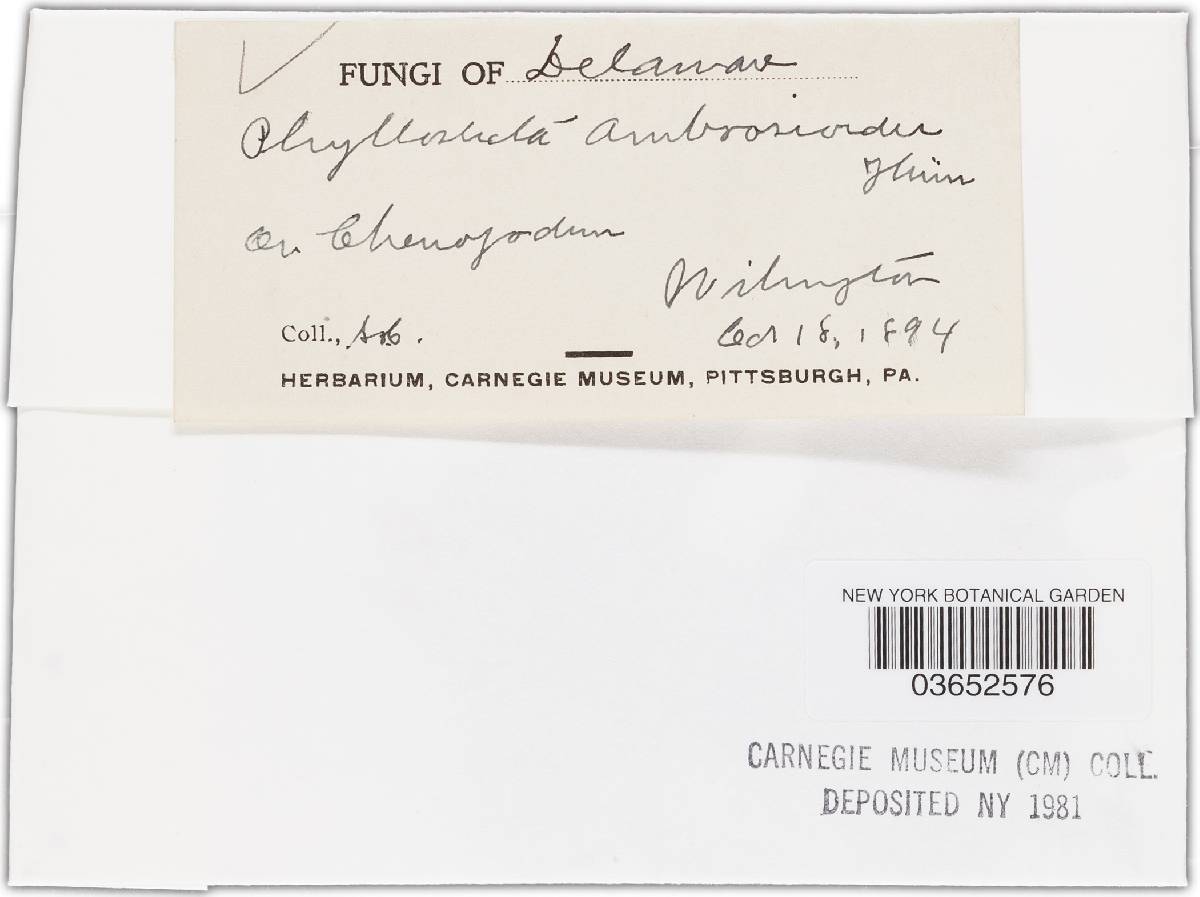 FUNGI OF Delaware
Phyllosticta ambrosioides
Thüm
On Chenopodium
Wilmington
Coll., Oct 18, 1894
HERBARIUM, CARNEGIE MUSEUM, PITTSBURGH, PA.
NEW YORK BOTANICAL GARDEN
03652576
CARNEGIE MUSEUM (CM) COLL.
DEPOSITED NY 1981